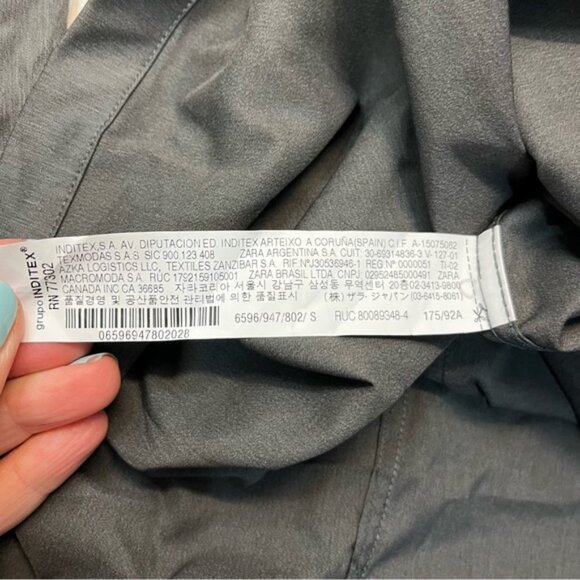 grupo INDITEX®
RN 77302
INDITEX,S.A. AV. DIPUTACION ED. INDITEX ARTEIXO A CORUÑA(SPAIN) C.I.F. A-15075062
TEXMODAS S A S SIC 900.123 408 ZARA ARGENTINA S.A. CUIT: 30-69314836-3 V-127-01
AZKA LOGISTICS LLC, TEXTILES ZANZIBAR S.A. RIF NºJ30536946-1 REG Nº 0000051 TI-02
MACROMODA S.A. RUC 1792159105001 ZARA BRASIL LTDA. CNPJ 02952485000491 ZARA
CANADA INC CA 36685 자라코리아 서울시 강남구 삼성동 무역센터 20층 02-3413-9800
품질경영 및 공산품안전 관리법에 의한 품질표시 (株) ザラ・ジャパン(03-6415-8061)
06596947802028
6596/947/802/ S RUC 80089348-4 175/92A